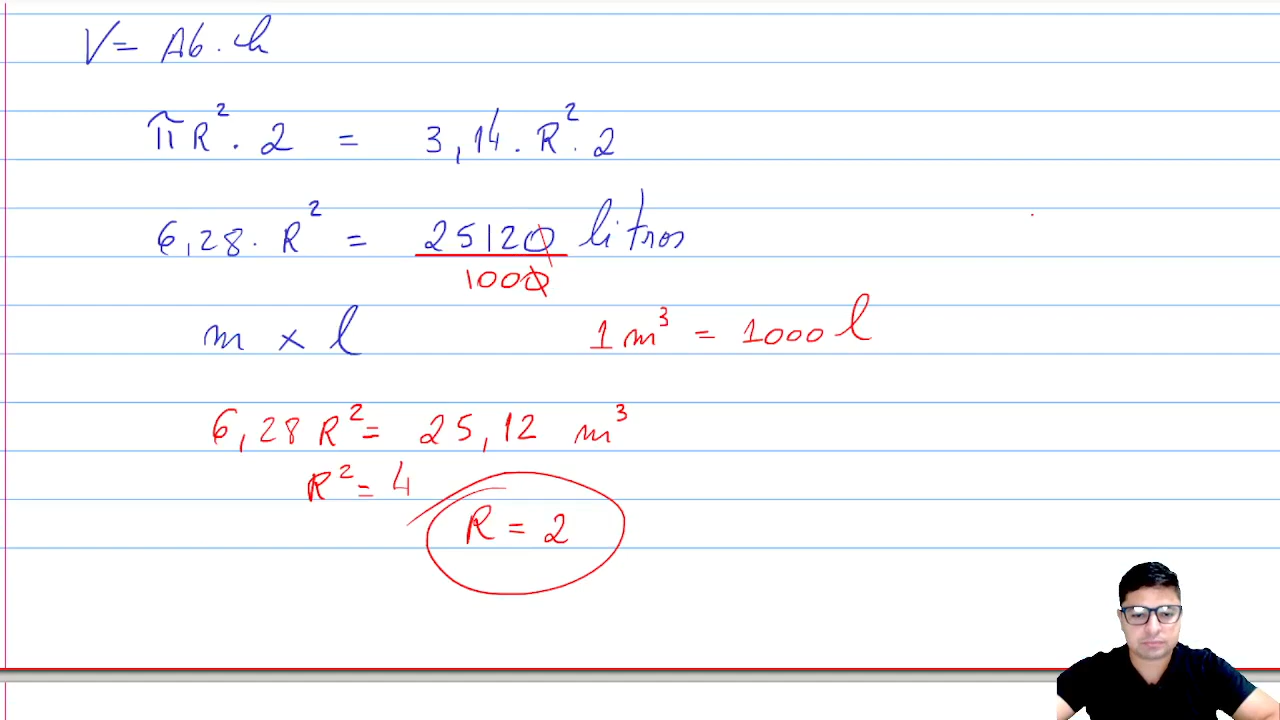 V = Ab . h
πR² . 2 = 3,14 . R² . 2
6,28 . R² = 25120 litros
1000
m x l 1 m³ = 1000 l
6,28 R² = 25,12 m³
R² = 4
R = 2